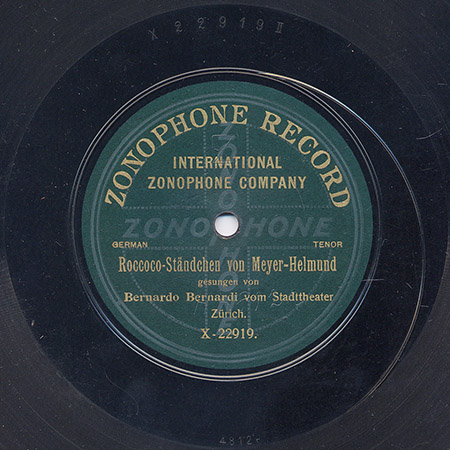 X 22919 II
ZONOPHONE RECORD
INTERNATIONAL
ZONOPHONE COMPANY
ZONOPHONE
ZONOPHONE
GERMAN TENOR
Roccoco-Ständchen von Meyer-Helmund
gesungen von
Bernardo Bernardi vom Stadttheater
Zürich.
X-22919.